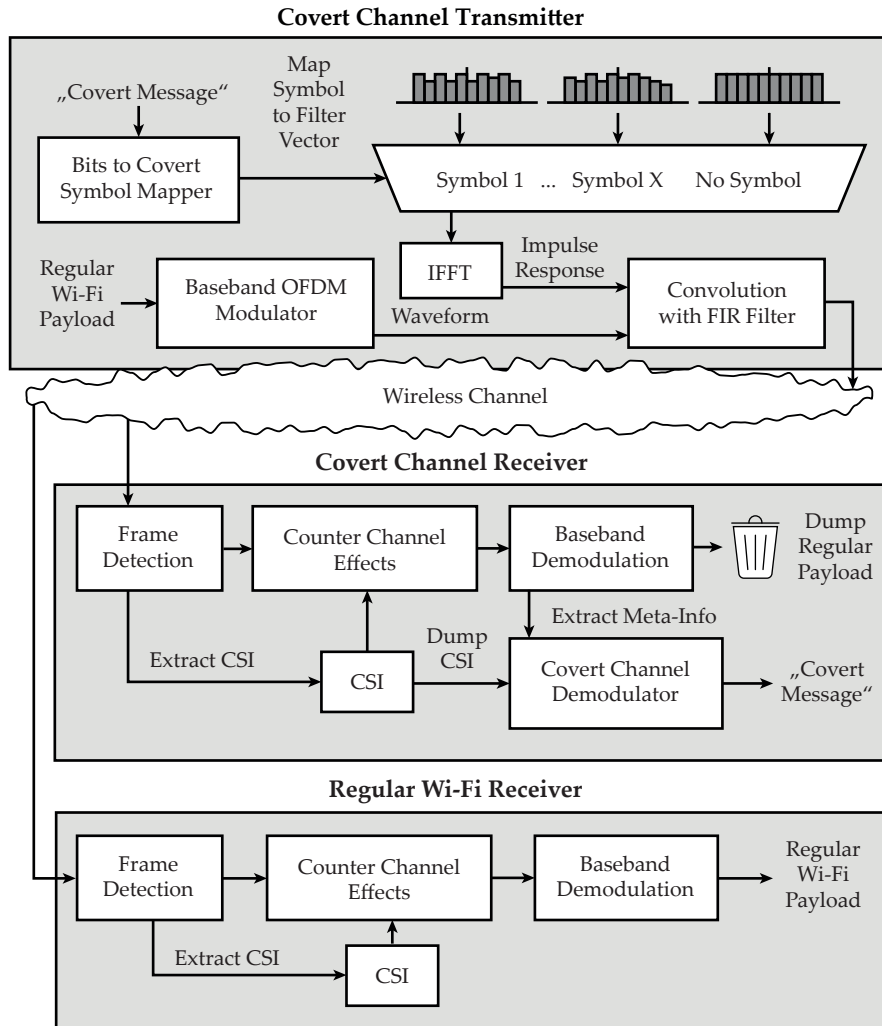 Covert Channel Transmitter
„Covert Message“
Map
Symbol
to Filter
Vector
Bits to Covert
Symbol Mapper
Symbol 1 ... Symbol X No Symbol
Regular
Wi-Fi
Payload
Baseband OFDM
Modulator
IFFT
Impulse
Response
Waveform
Convolution
with FIR Filter
Wireless Channel
Covert Channel Receiver
Frame
Detection
Counter Channel
Effects
Baseband
Demodulation
Dump
Regular
Payload
Extract CSI
CSI
Dump
CSI
Extract Meta-Info
Covert Channel
Demodulator
„Covert
Message“
Regular Wi-Fi Receiver
Frame
Detection
Counter Channel
Effects
Baseband
Demodulation
Regular
Wi-Fi
Payload
Extract CSI
CSI